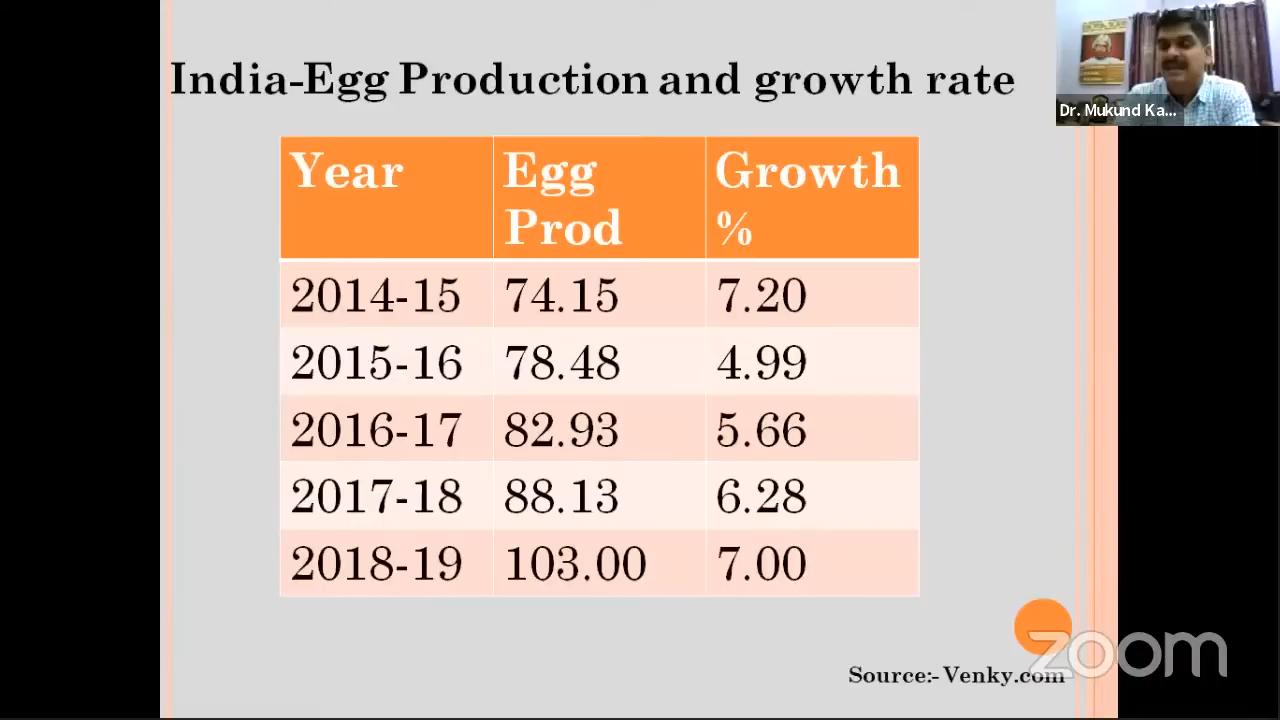 India-Egg Production and growth rate
Dr. Mukund Ka...
Year Egg Prod Growth %
2014-15 74.15 7.20
2015-16 78.48 4.99
2016-17 82.93 5.66
2017-18 88.13 6.28
2018-19 103.00 7.00
zoom
Source:-Venky.com